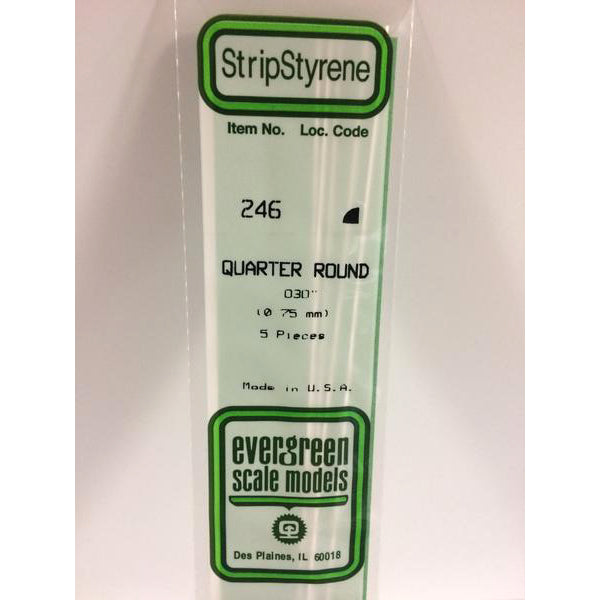 StripStyrene
Item No. Loc. Code
246
QUARTER ROUND
.030"
(0.75 mm)
5 Pieces
Made in U.S.A.
evergreen
scale models
Des Plaines, IL 60018